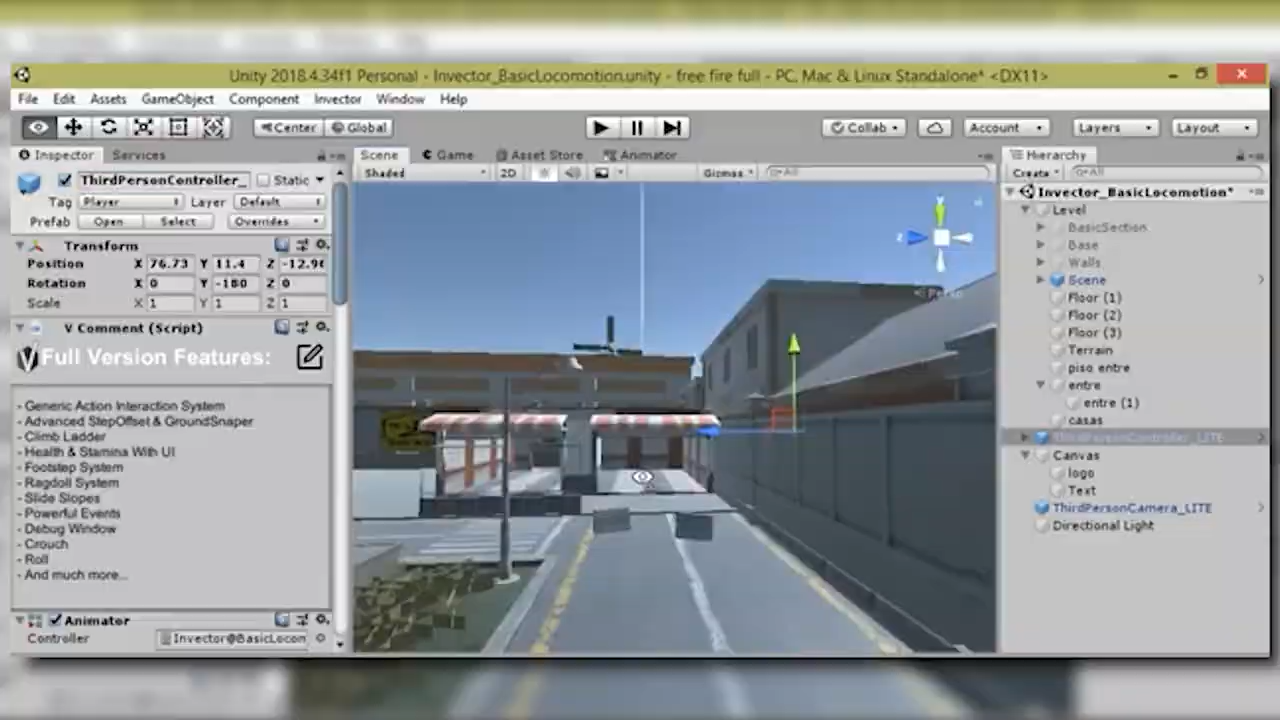 Unity 2018.4.34f1 Personal - Invector_BasicLocomotion.unity - free fire full - PC, Mac & Linux Standalone* <DX11>
File Edit Assets GameObject Component Invector Window Help
Center Global Collab Account Layers Layout
Inspector Services
ThirdPersonController_ Static
Tag Player Layer Default
Prefab Open Select Overrides
Transform
Position X 76.73 Y 11.4 Z -12.96
Rotation X 0 Y -180 Z 0
Scale X 1 Y 1 Z 1
V Comment (Script)
Full Version Features:
- Generic Action Interaction System
- Advanced StepOffset & GroundSnaper
- Climb Ladder
- Health & Stamina With UI
- Footstep System
- Ragdoll System
- Slide Slopes
- Powerful Events
- Debug Window
- Crouch
- Roll
- And much more...
Animator
Controller Invector@BasicLocon
Scene Game Asset Store Animator
Shaded 2D Gizmos All
y
z
Persp
Hierarchy
Create All
Invector_BasicLocomotion*
Level
BasicSection
Base
Walls
Scene
Floor (1)
Floor (2)
Floor (3)
Terrain
piso entre
entre
entre (1)
casas
ThirdPersonController_LITE
Canvas
logo
Text
ThirdPersonCamera_LITE
Directional Light